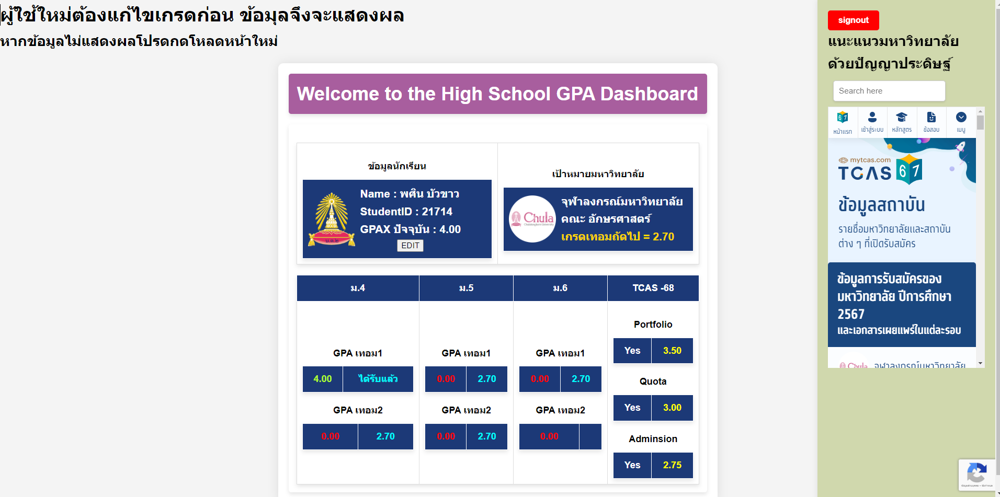 ผู้ใช้ใหม่ต้องแก้ไขเกรดก่อน ข้อมุลจึงจะแสดงผล
หากข้อมูลไม่แสดงผลโปรดกดโหลดหน้าใหม่
Welcome to the High School GPA Dashboard
ข้อมูลนักเรียน
Name : พศิน บัวขาว
StudentID : 21714
GPAX ปัจจุบัน : 4.00
EDIT
บ.ด.๒
เป้าหมายมหาวิทยาลัย
Chula
Chulalongkorn University
จุฬาลงกรณ์มหาวิทยาลัย
คณะ อักษรศาสตร์
เกรดเทอมถัดไป = 2.70
ม.4 ม.5 ม.6 TCAS -68
GPA เทอม1
4.00 ได้รับแล้ว
GPA เทอม2
0.00 2.70
GPA เทอม1
0.00 2.70
GPA เทอม2
0.00 2.70
GPA เทอม1
0.00 2.70
GPA เทอม2
0.00
Portfolio
Yes 3.50
Quota
Yes 3.00
Adminsion
Yes 2.75
signout
แนะแนวมหาวิทยาลัย
ด้วยปัญญาประดิษฐ์
Search here
67
หน้าแรก เข้าสู่ระบบ หลักสูตร ข้อสอบ เมนู
mytcas.com
TCAS 67
ข้อมูลสถาบัน
รายชื่อมหาวิทยาลัยและสถาบัน
ต่าง ๆ ที่เปิดรับสมัคร
ข้อมูลการรับสมัครของ
มหาวิทยาลัย ปีการศึกษา
2567
และเอกสารเผยแพร่ในแต่ละรอบ
Chula จุฬาลงกรณ์มหาวิทยาลัย